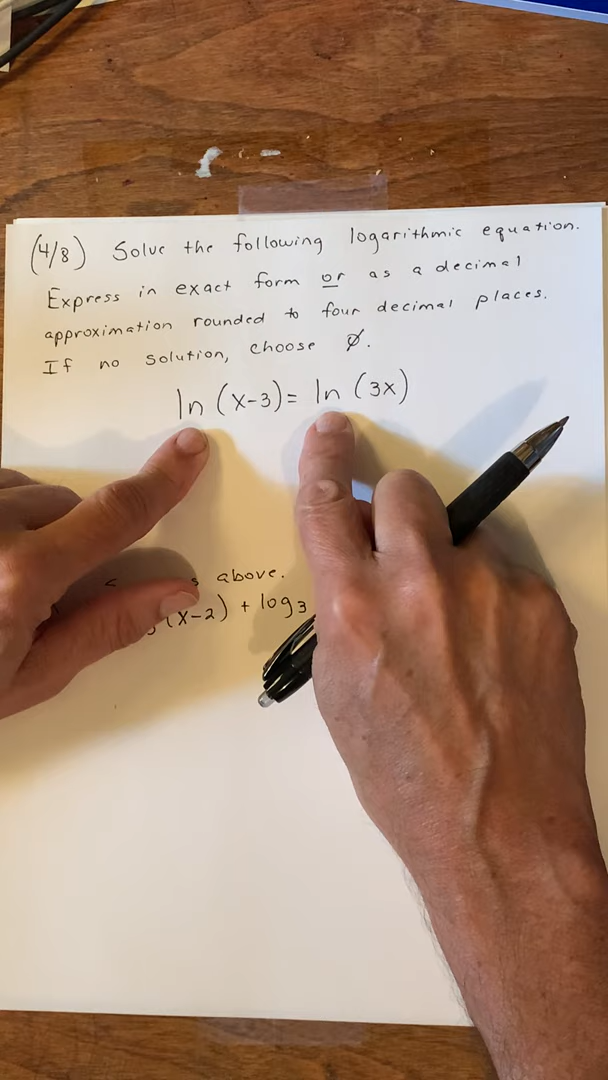 (4/8) Solve the following logarithmic equation.
Express in exact form or as a decimal
approximation rounded to four decimal places.
If no solution, choose Ø.
ln (x-3) = ln (3x)
above.
(x-2) + log₃